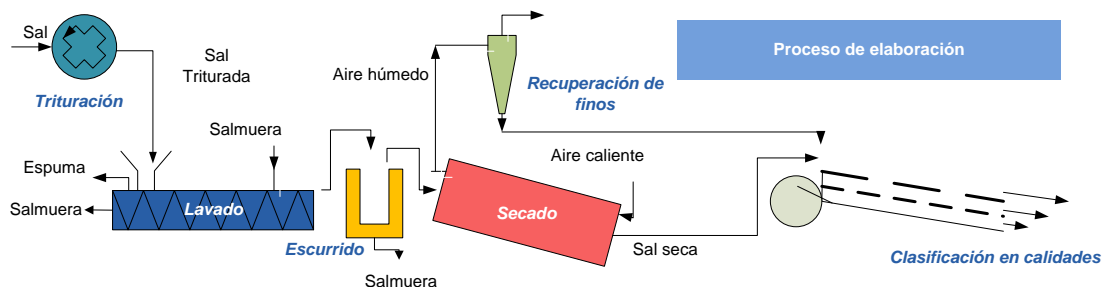 Sal
Trituración
Sal
Triturada
Aire húmedo
Recuperación de
finos
Proceso de elaboración
Salmuera
Espuma
Salmuera
Lavado
Escurrido
Salmuera
Aire caliente
Secado
Sal seca
Clasificación en calidades